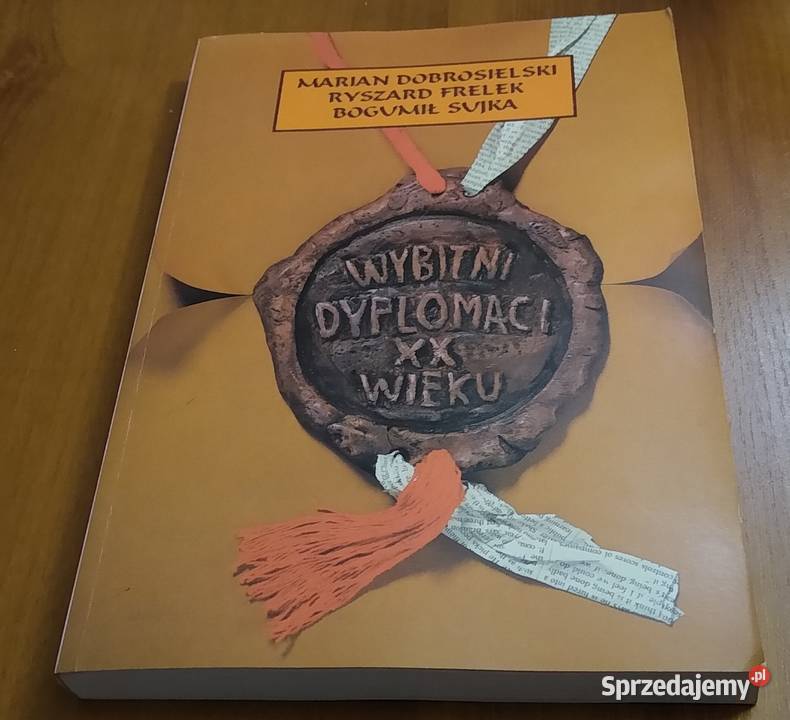 MARIAN DOBROSIELSKI
RYSZARD FRELEK
BOGUMIŁ SUJKA
WYBITNI
DYPLOMACI
XX
WIEKU
Sprzedajemy.pl